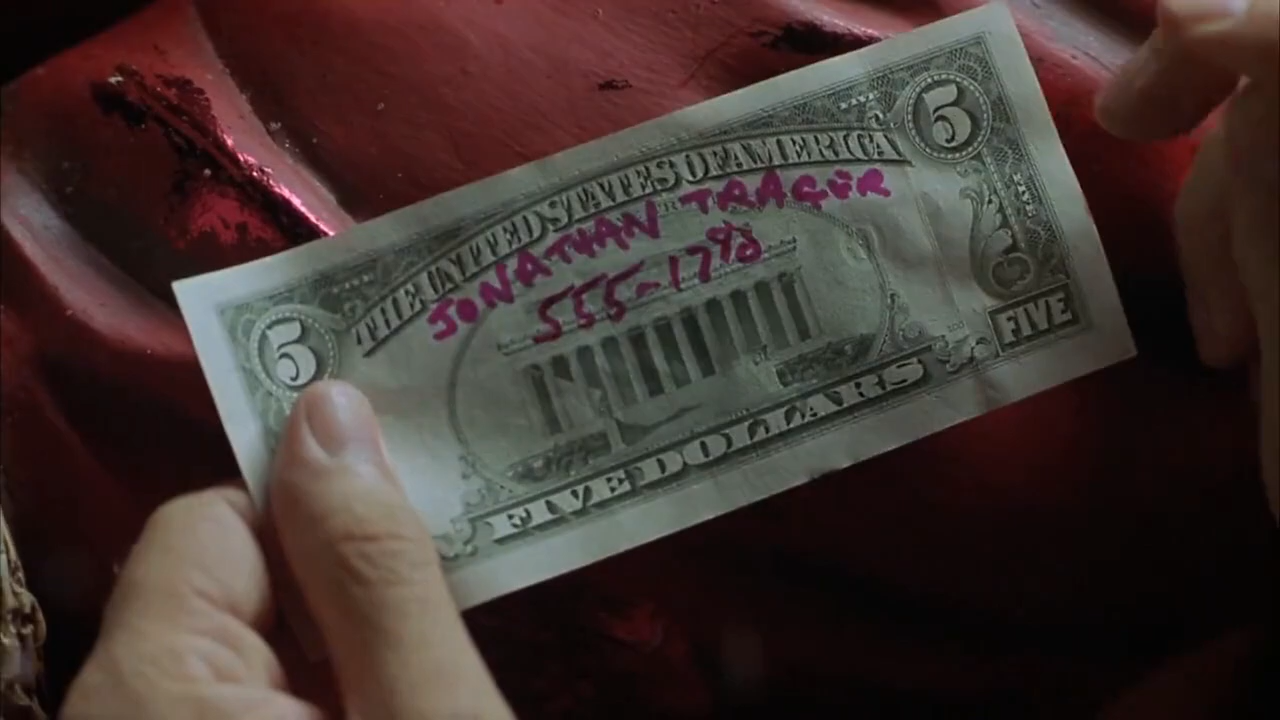 5
THE UNITED STATES OF AMERICA
JONATHAN TRAGER
555-1798
FIVE
FIVE DOLLARS
5